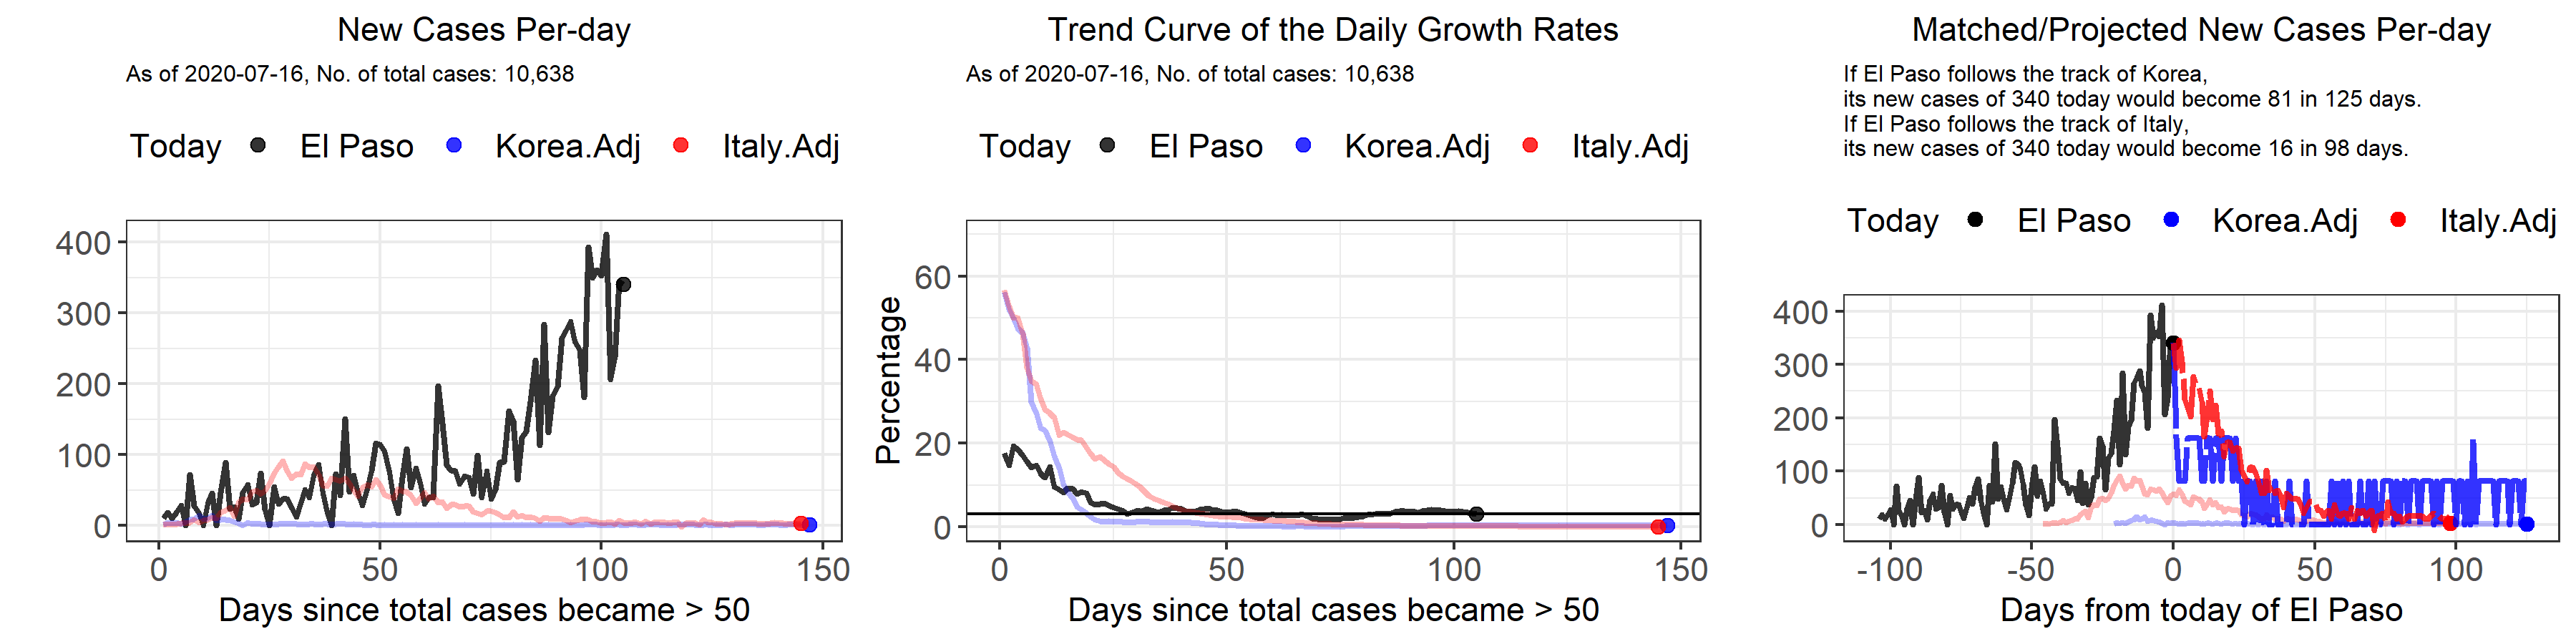 New Cases Per-day
As of 2020-07-16, No. of total cases: 10,638
Today El Paso Korea.Adj Italy.Adj
400
300
200
100
0
0 50 100 150
Days since total cases became > 50
Trend Curve of the Daily Growth Rates
As of 2020-07-16, No. of total cases: 10,638
Today El Paso Korea.Adj Italy.Adj
Percentage
60
40
20
0
0 50 100 150
Days since total cases became > 50
Matched/Projected New Cases Per-day
If El Paso follows the track of Korea,
its new cases of 340 today would become 81 in 125 days.
If El Paso follows the track of Italy,
its new cases of 340 today would become 16 in 98 days.
Today El Paso Korea.Adj Italy.Adj
400
300
200
100
0
-100 -50 0 50 100
Days from today of El Paso